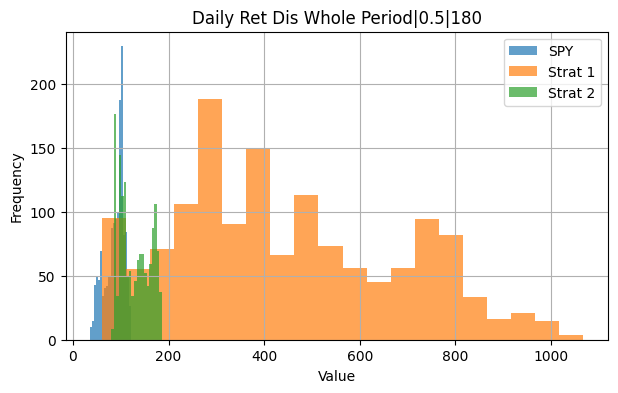 Daily Ret Dis Whole Period|0.5|180
SPY
Strat 1
Strat 2
Frequency
200
150
100
50
0
0 200 400 600 800 1000
Value